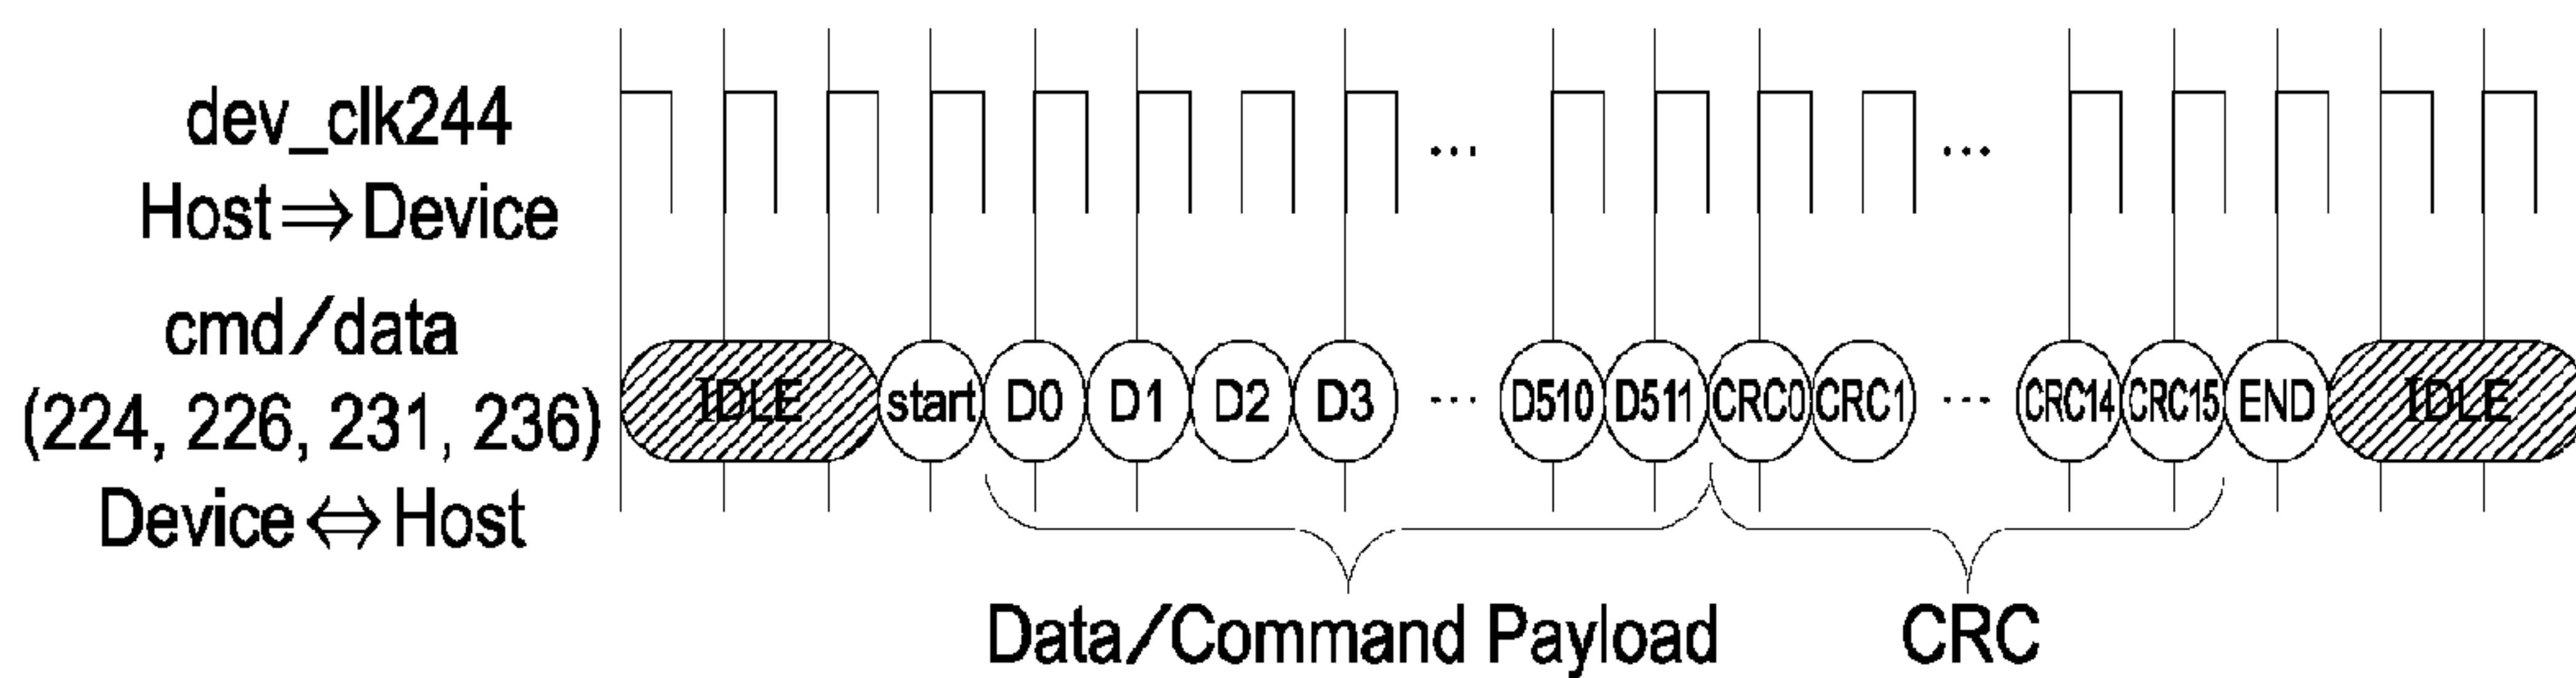 dev_clk244
Host⇒Device
...
...
cmd/data
(224, 226, 231, 236)
Device⇔Host
IDLE start D0 D1 D2 D3 ... D510 D511 CRC0 CRC1 ... CRC14 CRC15 END IDLE
Data/Command Payload
CRC